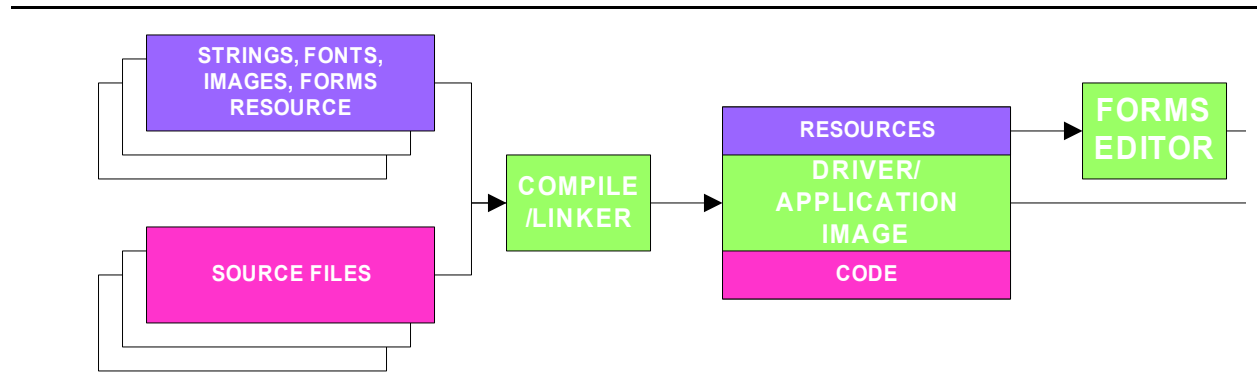 STRINGS, FONTS,
IMAGES, FORMS
RESOURCE
SOURCE FILES
COMPILE
/LINKER
RESOURCES
DRIVER/
APPLICATION
IMAGE
CODE
FORMS
EDITOR